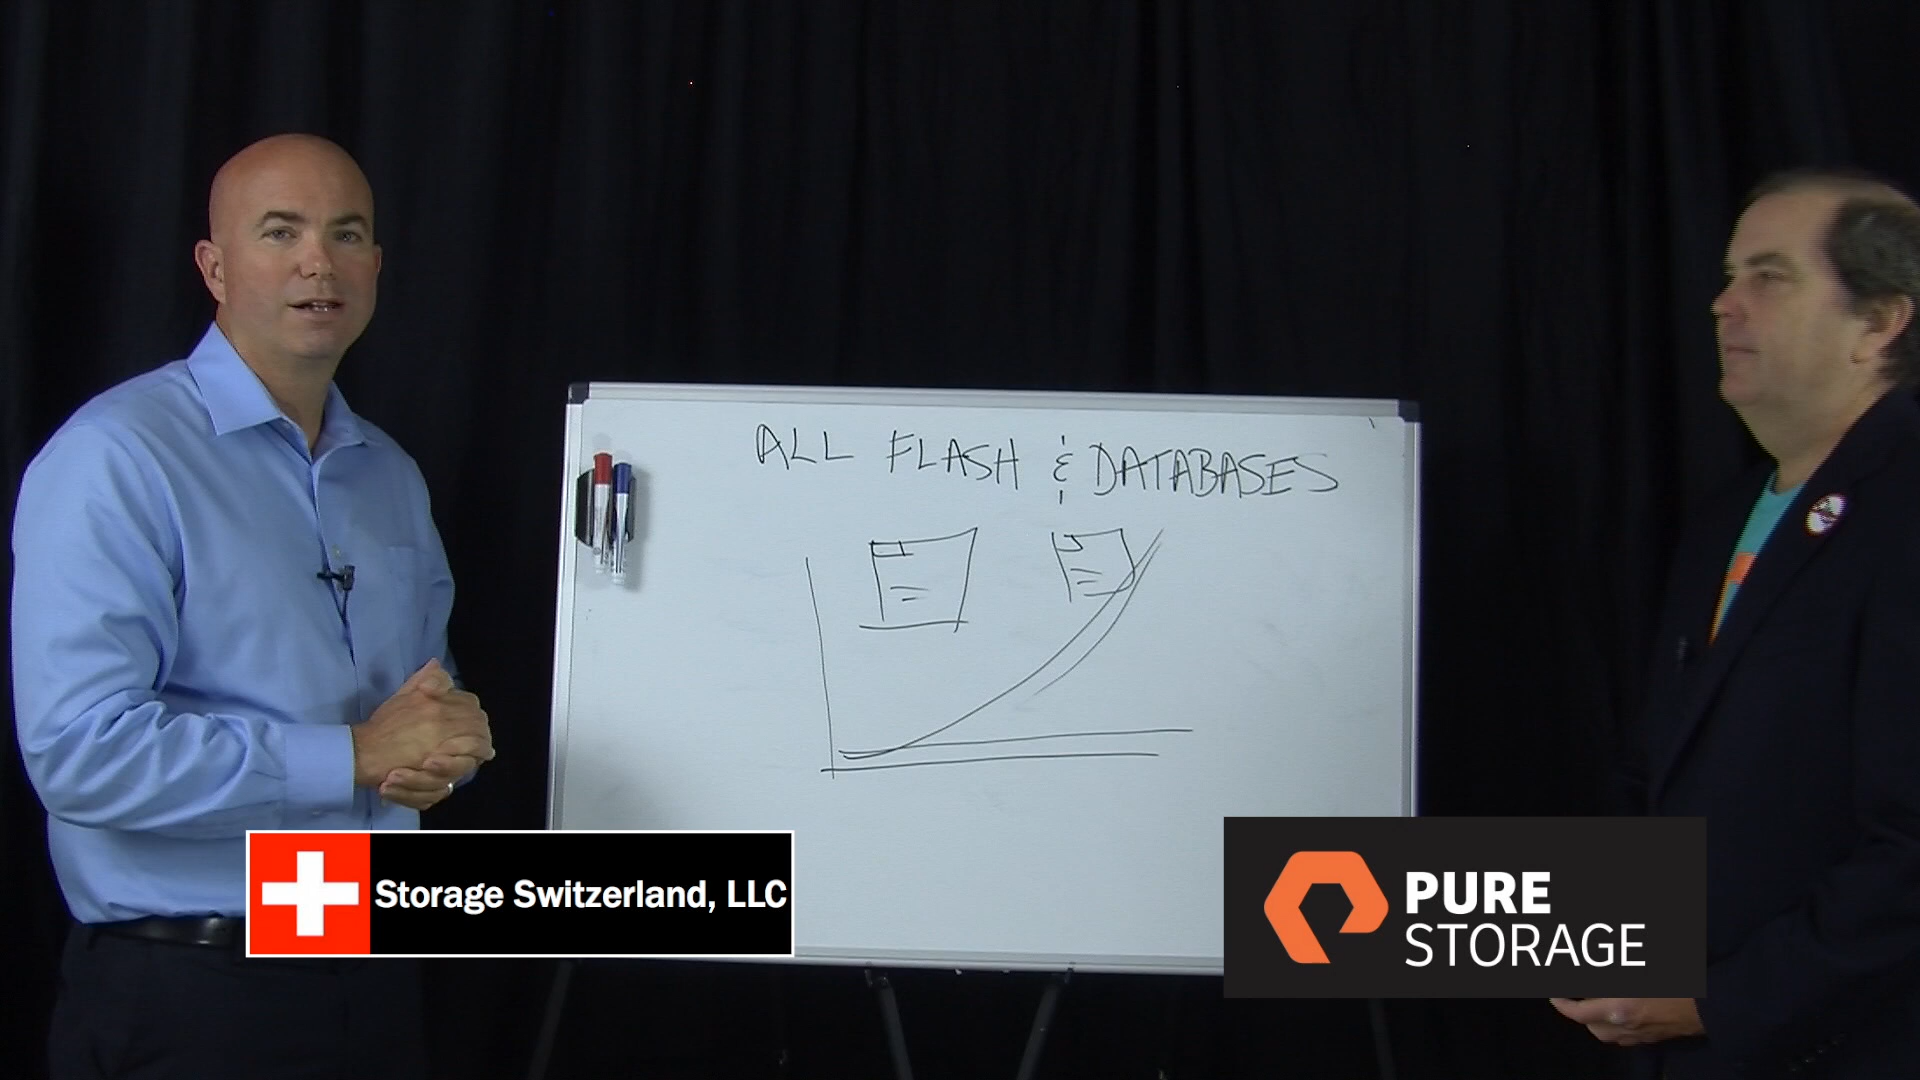 ALL FLASH & DATABASES
Storage Switzerland, LLC
PURE
STORAGE